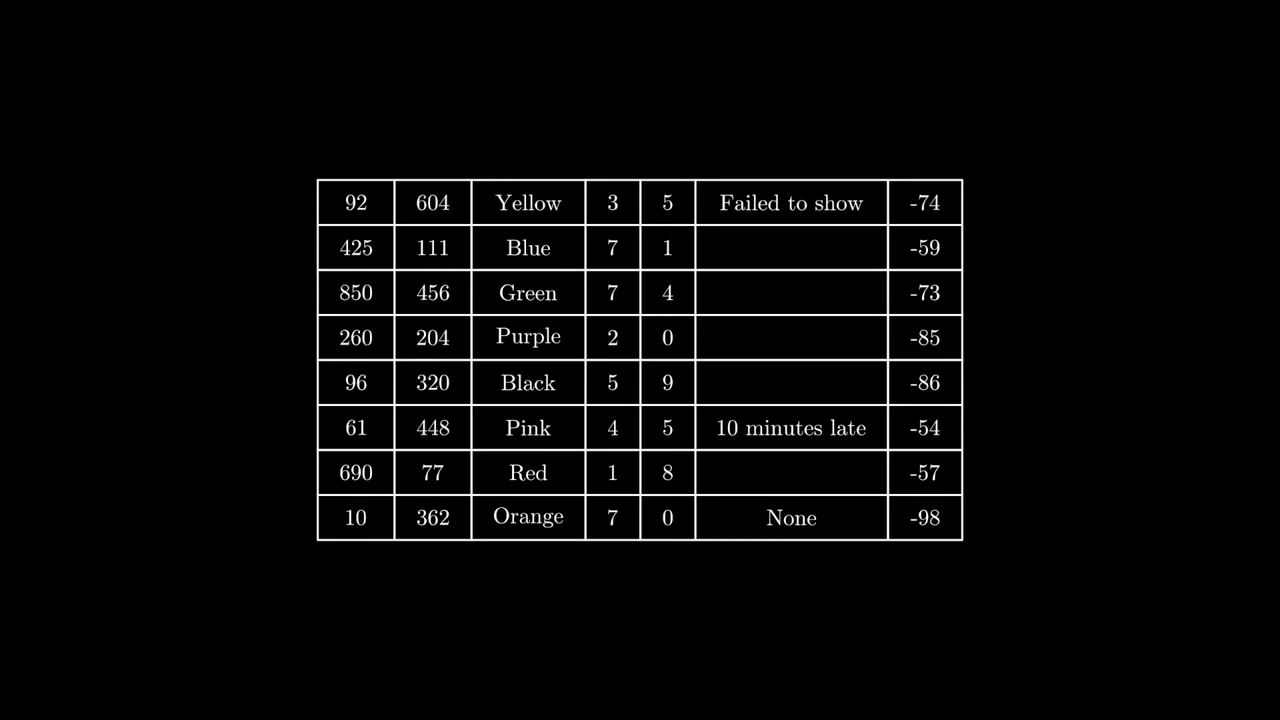 92 604 Yellow 3 5 Failed to show -74
425 111 Blue 7 1 -59
850 456 Green 7 4 -73
260 204 Purple 2 0 -85
96 320 Black 5 9 -86
61 448 Pink 4 5 10 minutes late -54
690 77 Red 1 8 -57
10 362 Orange 7 0 None -98